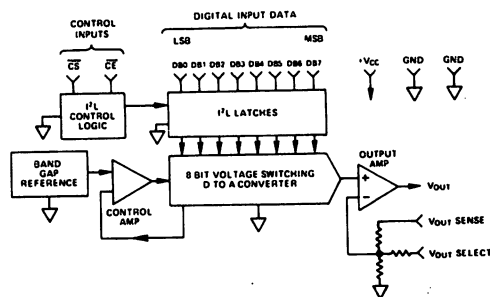 DIGITAL INPUT DATA
CONTROL
INPUTS
LSB
MSB
CS
CE
DB0 DB1 DB2 DB3 DB4 DB5 DB6 DB7
+VCC
GND
GND
I²L
CONTROL
LOGIC
I²L LATCHES
OUTPUT
AMP
BAND
GAP
REFERENCE
8 BIT VOLTAGE SWITCHING
D TO A CONVERTER
+
−
VOUT
CONTROL
AMP
VOUT SENSE
VOUT SELECT